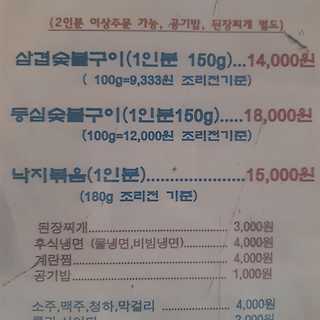 (2인분 이상주문 가능, 공기밥, 된장찌개 별도)
삼겹숯불구이(1인분 150g)....14,000원
( 100g=9,333원 조리전기준)
등심숯불구이(1인분150g).....18,000원
(100g=12,000원 조리전기준)
낙지볶음(1인분)......................15,000원
(180g 조리전 기준)
된장찌개.................................3,000원
후식냉면 (물냉면,비빔냉면)................4,000원
계란찜....................................4,000원
공기밥....................................1,000원
소주,맥주,청하,막걸리 ..................4,000원